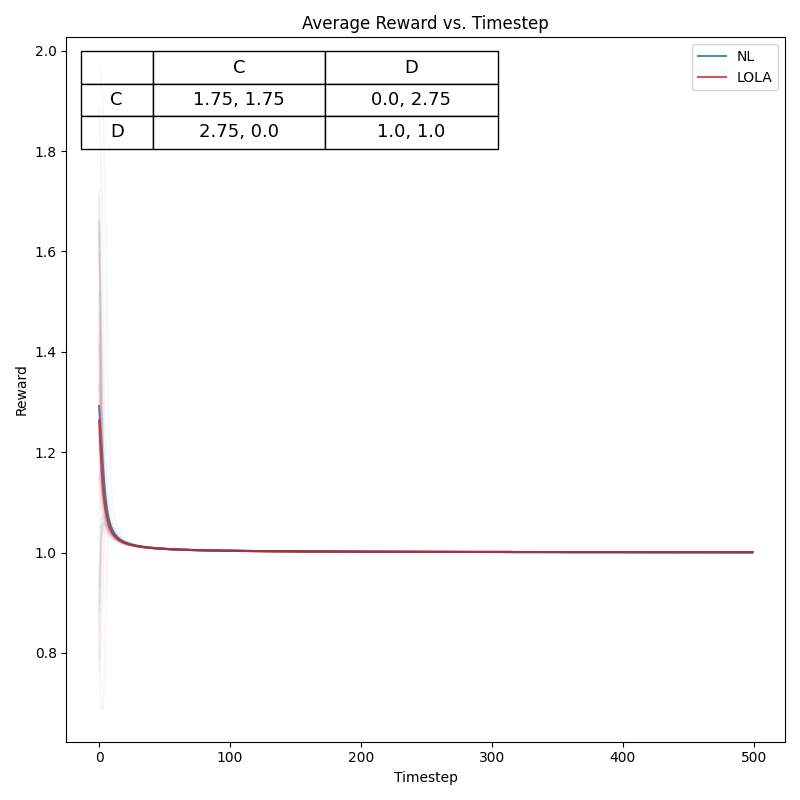 Average Reward vs. Timestep
C D
C 1.75, 1.75 0.0, 2.75
D 2.75, 0.0 1.0, 1.0
NL
LOLA
2.0
1.8
1.6
1.4
1.2
1.0
0.8
Reward
0 100 200 300 400 500
Timestep